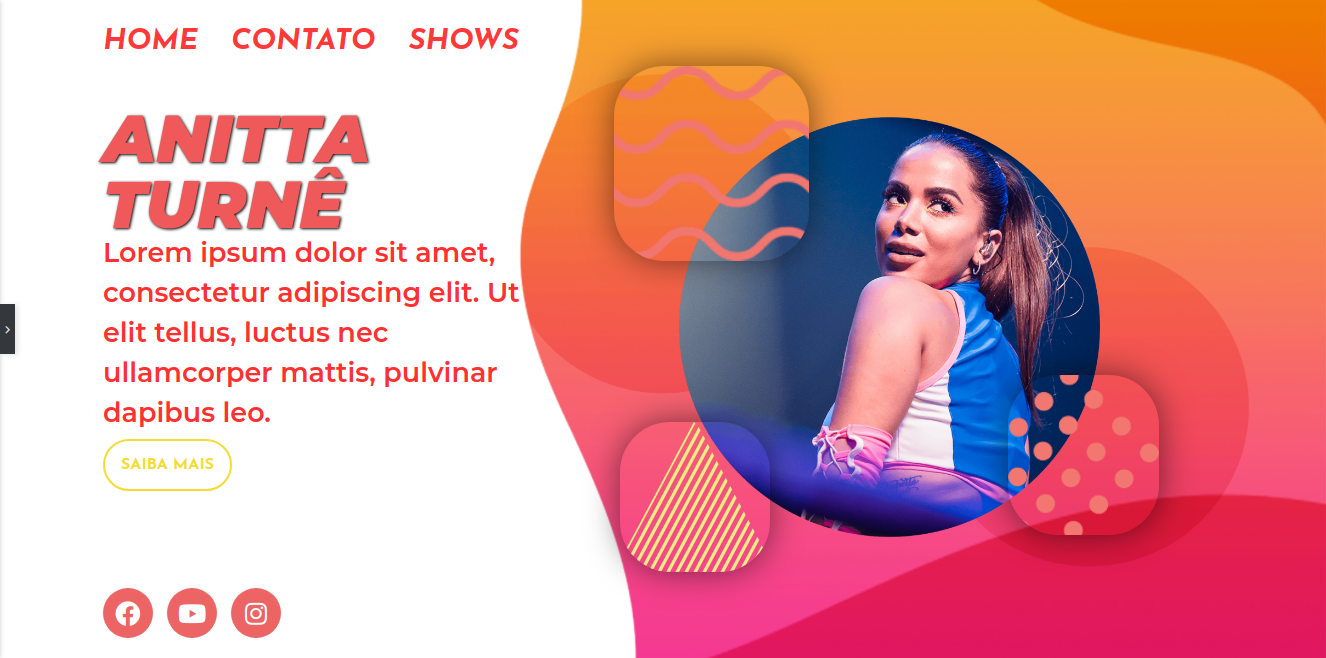 HOME CONTATO SHOWS
ANITTA
TURNÊ
Lorem ipsum dolor sit amet,
consectetur adipiscing elit. Ut
elit tellus, luctus nec
ullamcorper mattis, pulvinar
dapibus leo.
SAIBA MAIS